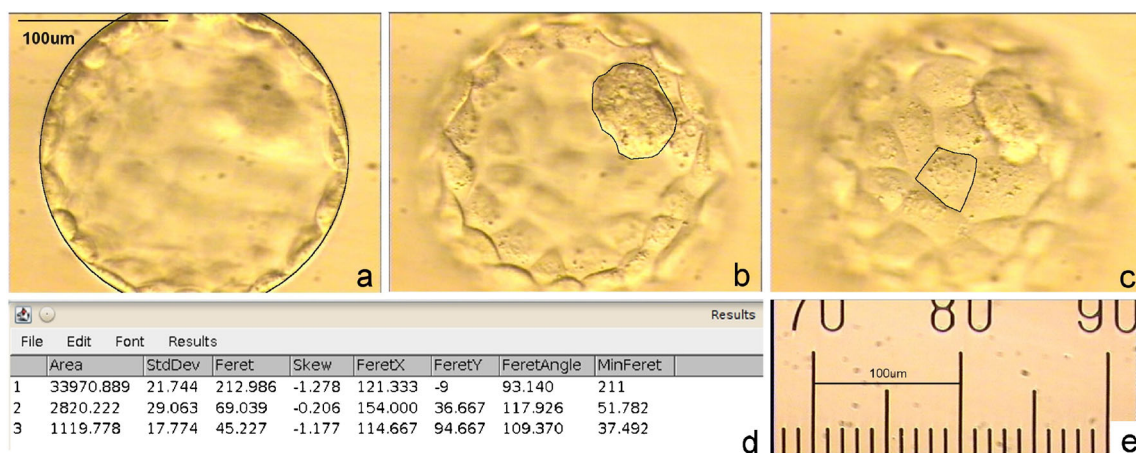 100um
a
b
c
Results
File Edit Font Results
Area StdDev Feret Skew FeretX FeretY FeretAngle MinFeret
1 33970.889 21.744 212.986 -1.278 121.333 -9 93.140 211
2 2820.222 29.063 69.039 -0.206 154.000 36.667 117.926 51.782
3 1119.778 17.774 45.227 -1.177 114.667 94.667 109.370 37.492
d
70 80 90
100um
e